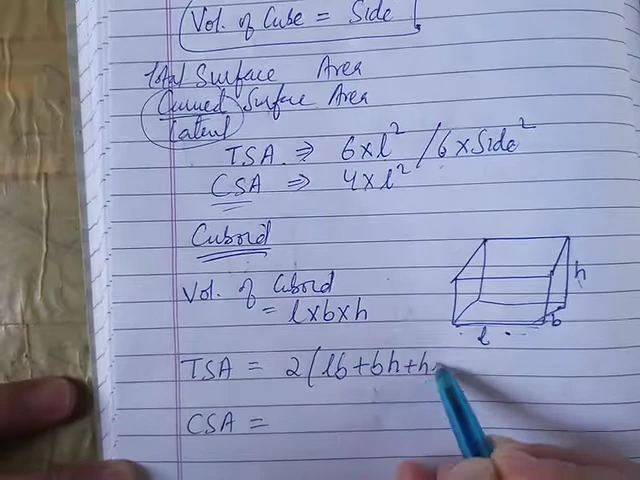 Vol. of Cube = Side
Total Surface Area
Curved Surface Area
Lateral
TSA ⇒ 6×l² / 6×Side²
CSA ⇒ 4×l²
Cuboid
Vol. of Cuboid
= l×b×h
h
b
l
TSA = 2(lb+bh+h
CSA =